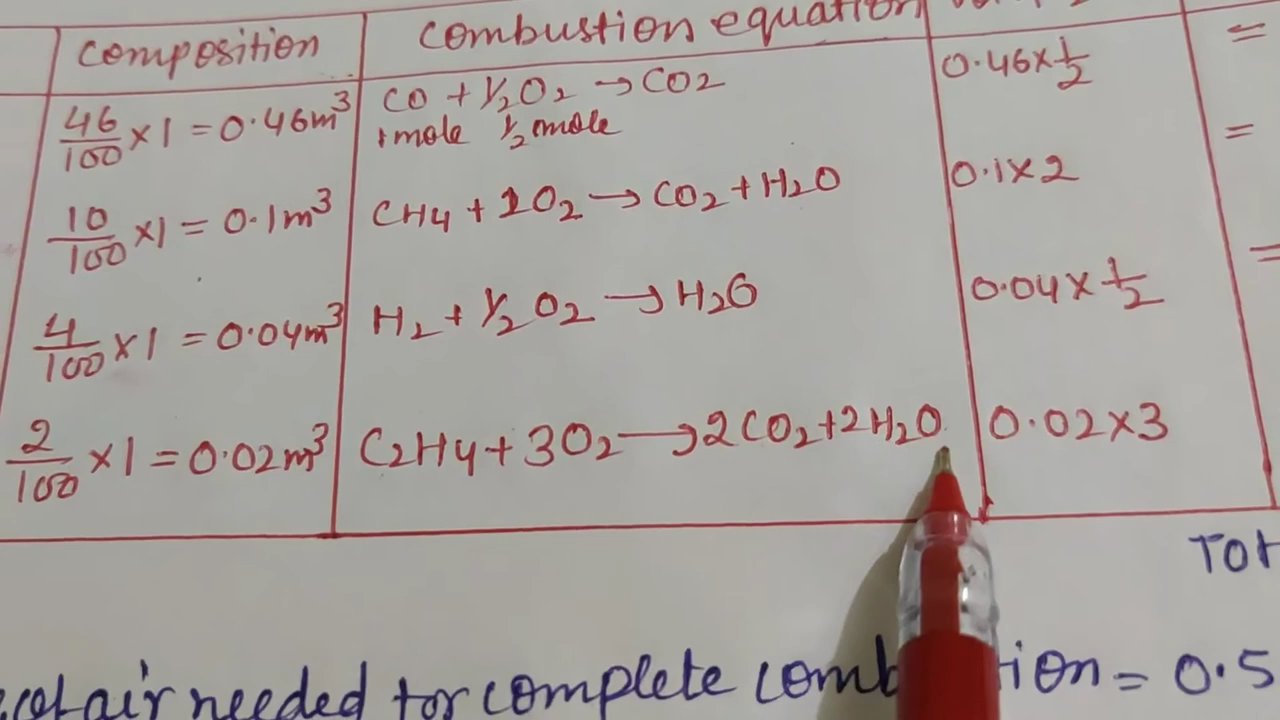 composition combustion equation
46/100 x 1 = 0.46m³ CO + 1/2 O2 → CO2 0.46 x 1/2 =
1 mole 1/2 mole
10/100 x 1 = 0.1m³ CH4 + 2O2 → CO2 + H2O 0.1 x 2 =
4/100 x 1 = 0.04m³ H2 + 1/2 O2 → H2O 0.04 x 1/2 =
2/100 x 1 = 0.02m³ C2H4 + 3O2 → 2CO2 + 2H2O 0.02 x 3
Tot
of air needed for complete = 0.5